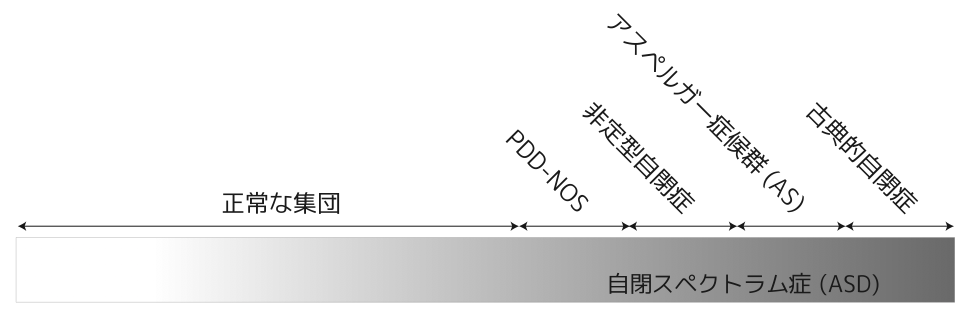 正常な集団
PDD-NOS
非定型自閉症
アスペルガー症候群 (AS)
古典的自閉症
自閉スペクトラム症 (ASD)